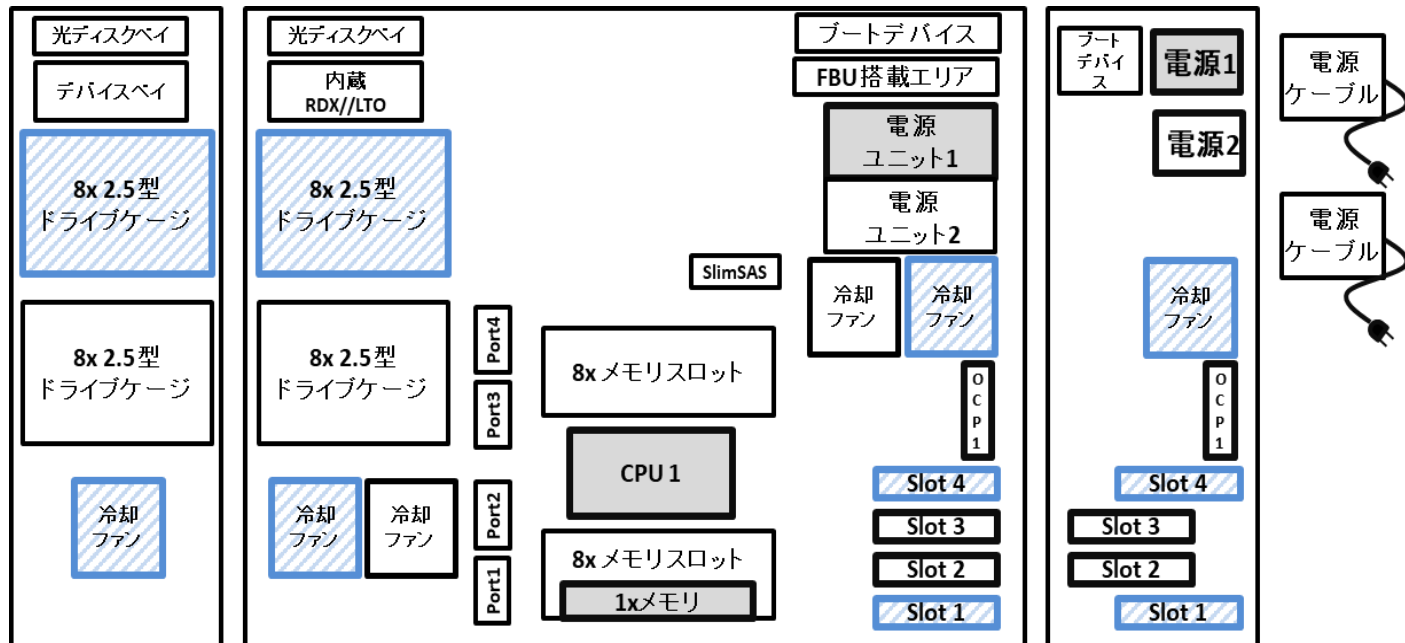 光ディスクベイ
デバイスベイ
8x 2.5型
ドライブケージ
8x 2.5型
ドライブケージ
冷却
ファン
光ディスクベイ
内蔵
RDX//LTO
8x 2.5型
ドライブケージ
8x 2.5型
ドライブケージ
冷却
ファン
冷却
ファン
Port4
Port3
Port2
Port1
SlimSAS
8xメモリスロット
CPU 1
8xメモリスロット
1xメモリ
ブートデバイス
FBU搭載エリア
電源
ユニット1
電源
ユニット2
冷却
ファン
冷却
ファン
OCP1
Slot 4
Slot 3
Slot 2
Slot 1
ブート
デバイ
ス
電源1
電源2
冷却
ファン
OCP1
Slot 4
Slot 3
Slot 2
Slot 1
電源
ケーブル
電源
ケーブル